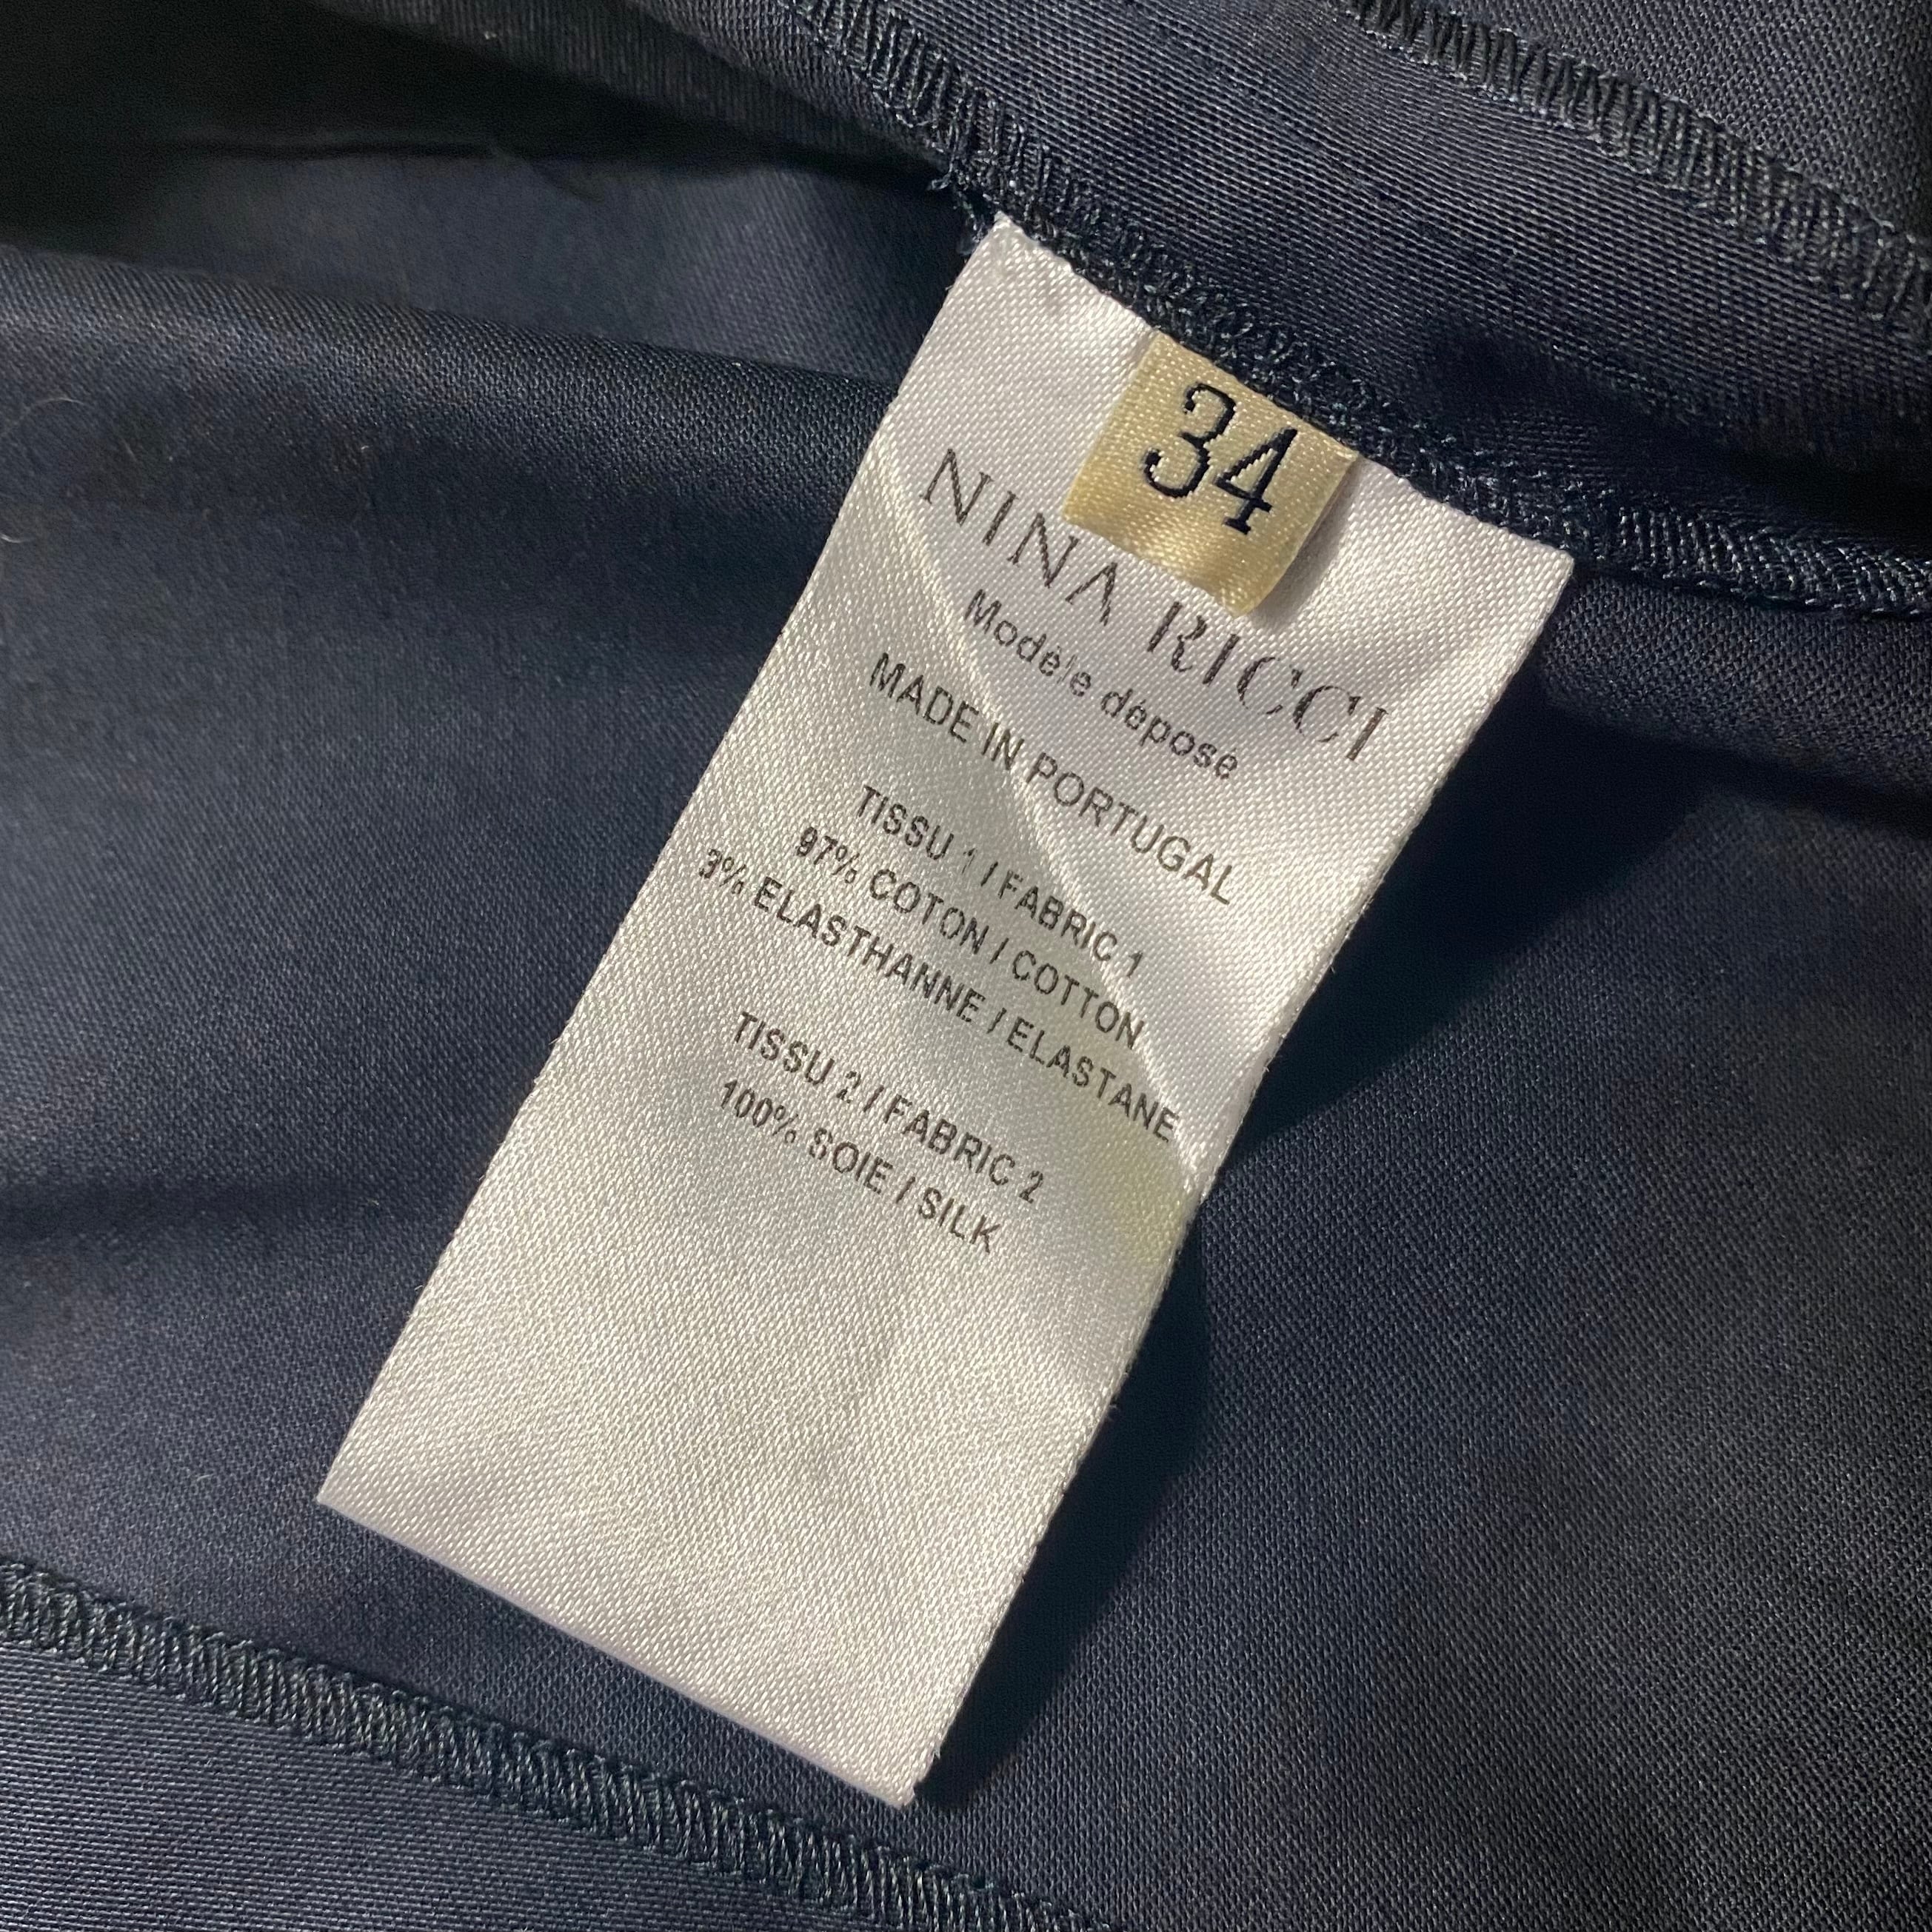 34
NINA RICCI
Modèle déposé
MADE IN PORTUGAL
TISSU 1 / FABRIC 1
97% COTON / COTTON
3% ELASTHANNE / ELASTANE
TISSU 2 / FABRIC 2
100% SOIE / SILK